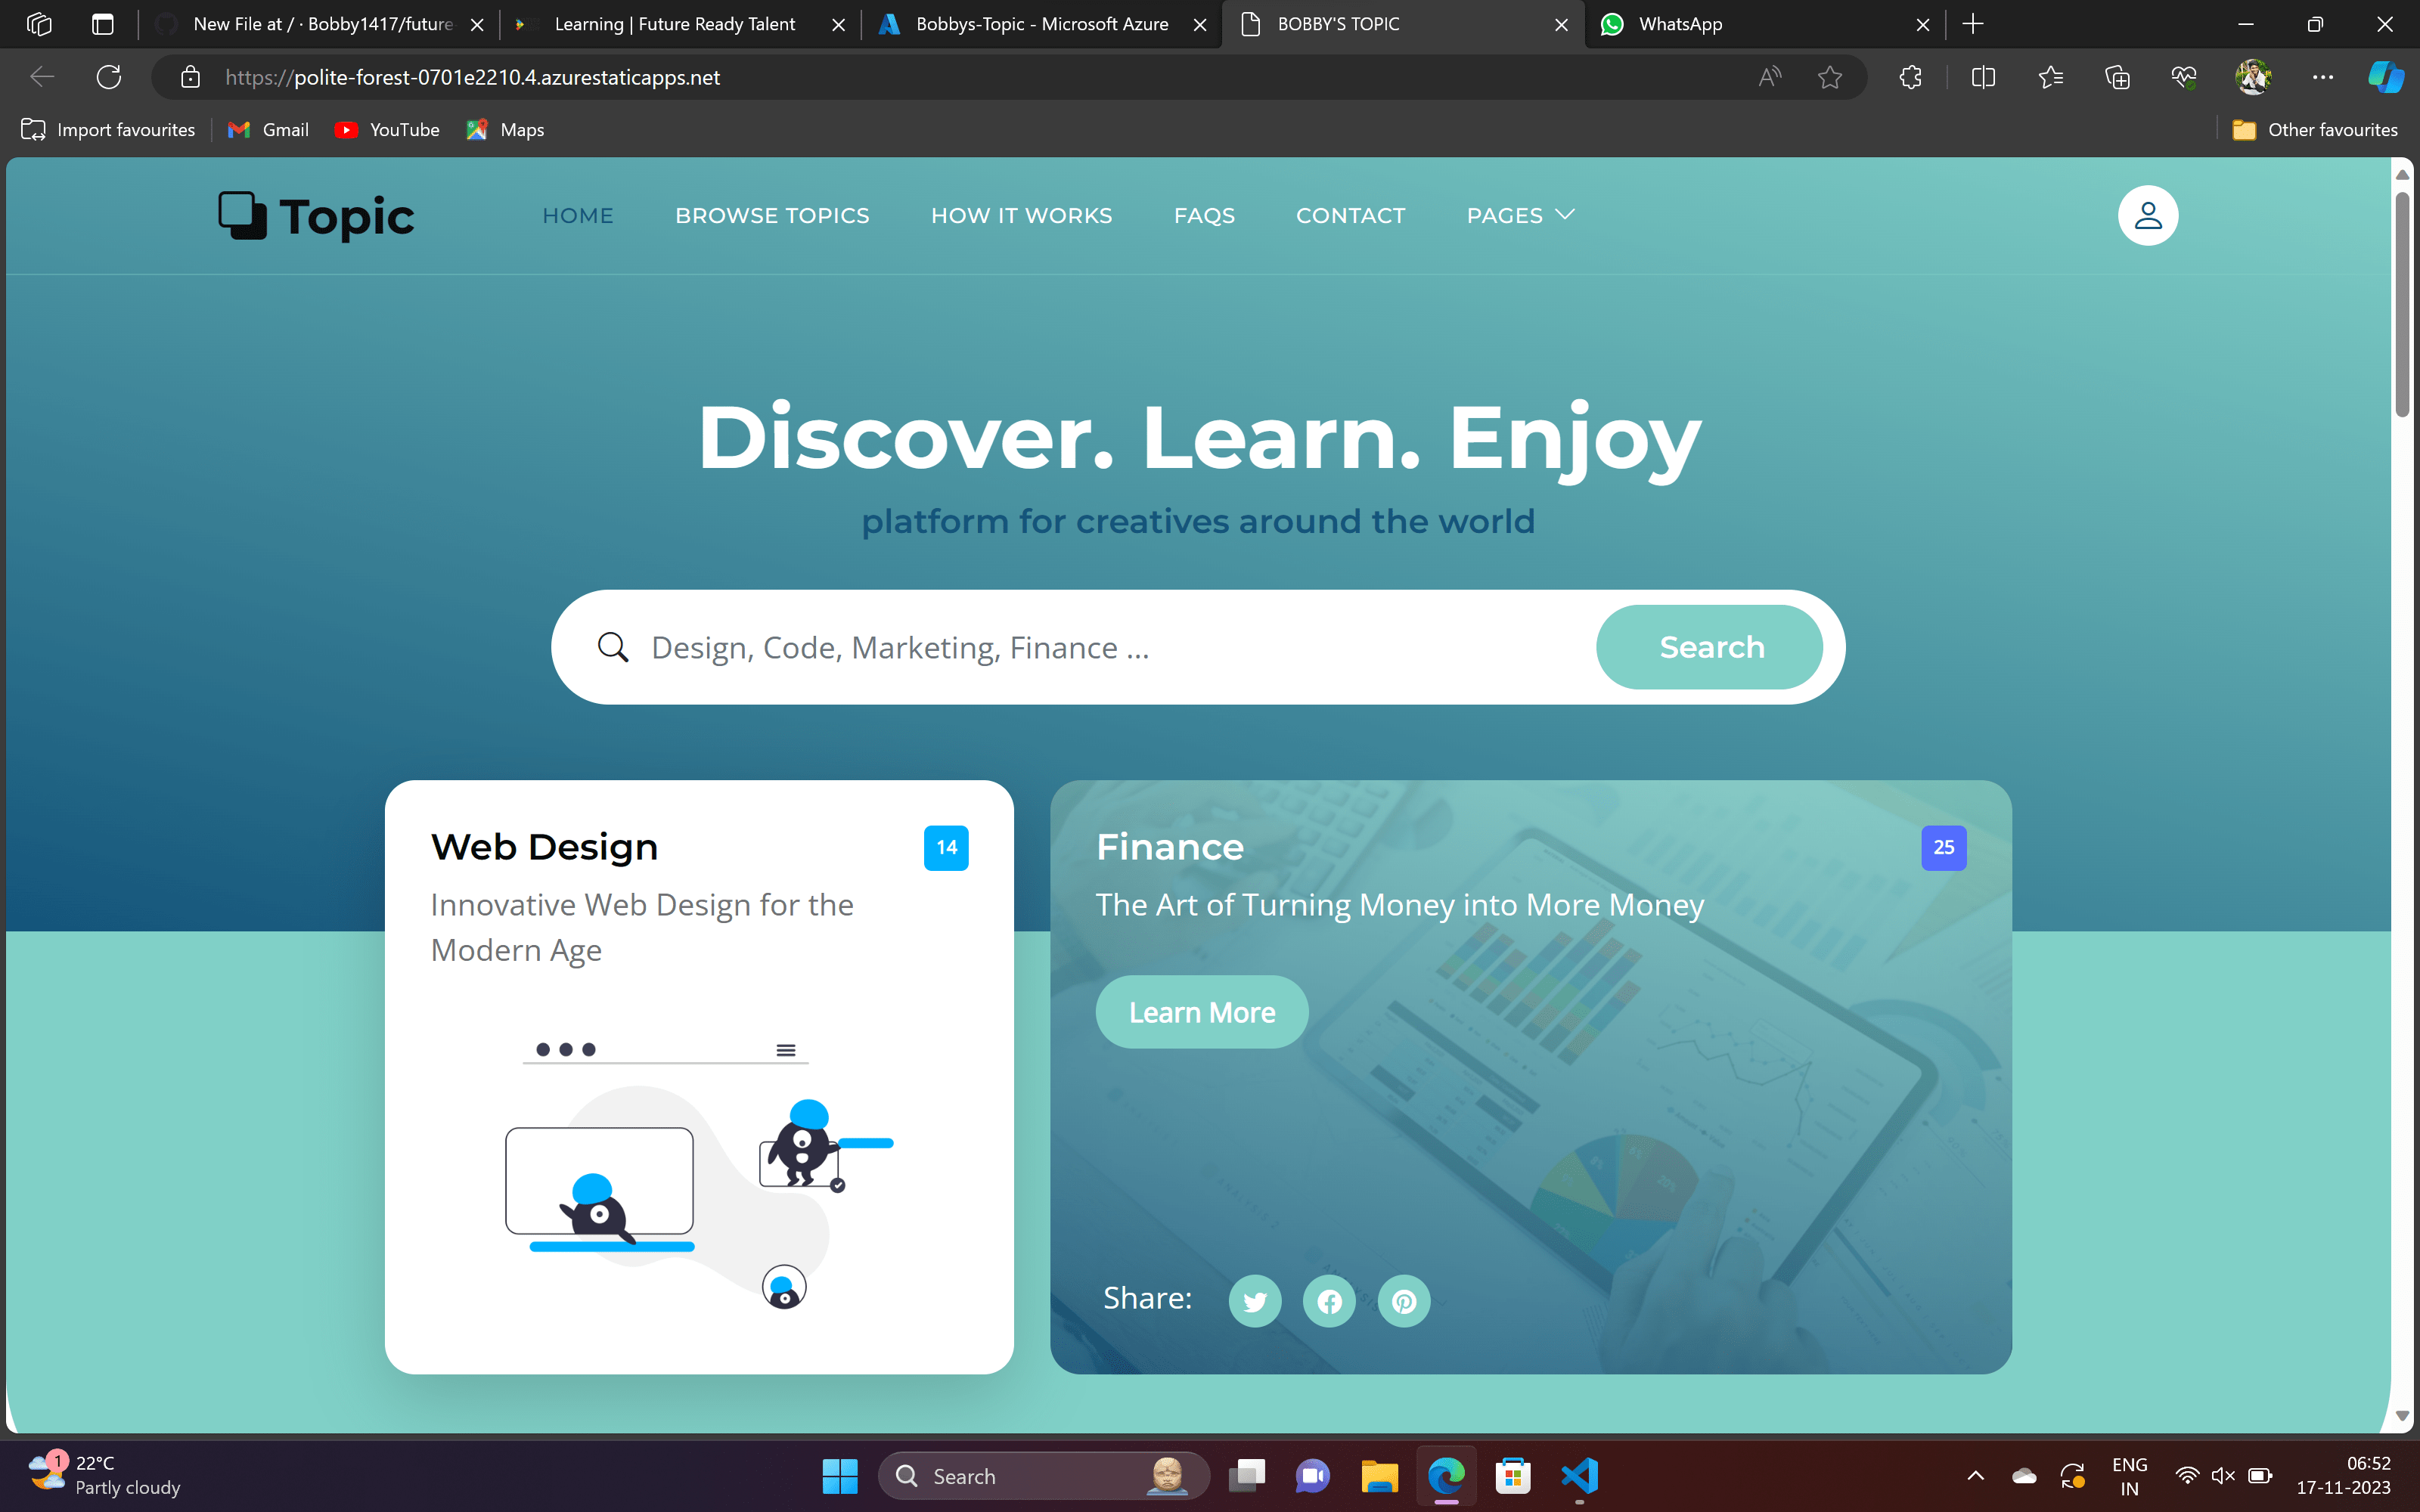 New File at / · Bobby1417/future-
Learning | Future Ready Talent
Bobbys-Topic - Microsoft Azure
BOBBY'S TOPIC
WhatsApp
https://polite-forest-0701e2210.4.azurestaticapps.net
Import favourites
Gmail
YouTube
Maps
Other favourites
Topic
HOME
BROWSE TOPICS
HOW IT WORKS
FAQS
CONTACT
PAGES
Discover. Learn. Enjoy
platform for creatives around the world
Design, Code, Marketing, Finance ...
Search
Web Design
14
Innovative Web Design for the
Modern Age
Finance
25
The Art of Turning Money into More Money
Learn More
Share:
1
22°C
Partly cloudy
Search
ENG
IN
06:52
17-11-2023